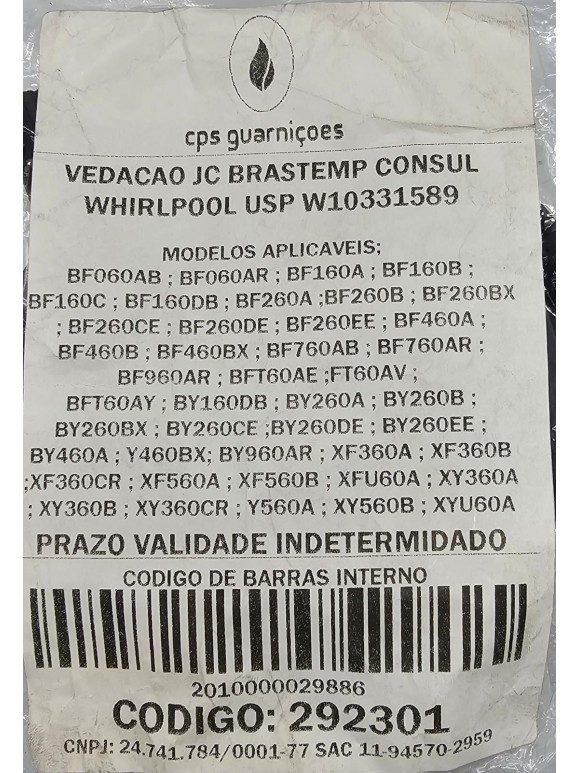 cps guarniçoes
VEDACAO JC BRASTEMP CONSUL
WHIRLPOOL USP W10331589
MODELOS APLICAVEIS;
BF060AB ; BF060AR ; BF160A ; BF160B ;
BF160C ; BF160DB ; BF260A ;BF260B ; BF260BX
; BF260CE ; BF260DE ; BF260EE ; BF460A ;
BF460B ; BF460BX ; BF760AB ; BF760AR ;
BF960AR ; BFT60AE ;FT60AV ;
BFT60AY ; BY160DB ; BY260A ; BY260B ;
BY260BX ; BY260CE ;BY260DE ; BY260EE ;
BY460A ; Y460BX; BY960AR ; XF360A ; XF360B
;XF360CR ; XF560A ; XF560B ; XFU60A ; XY360A
; XY360B ; XY360CR ; Y560A ; XY560B ; XYU60A
PRAZO VALIDADE INDETERMIDADO
CODIGO DE BARRAS INTERNO
2010000029886
CODIGO: 292301
CNPJ: 24.741.784/0001-77 SAC 11-94570-2959